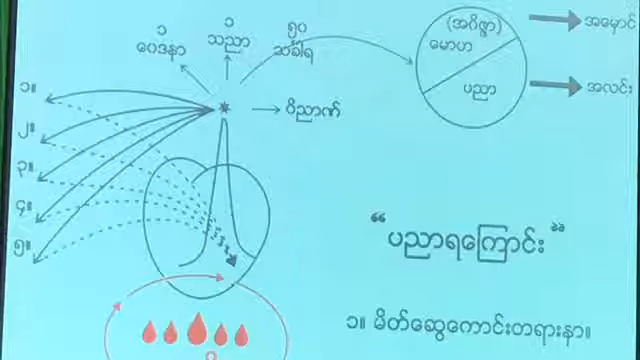 ၁
ဝေဒနာ
၁
သညာ
၅၀
သင်္ခါရ
ဝိညာဏ်
(အဝိဇ္ဇာ)
မောဟ
ပညာ
အမှောင်
အလင်း
၁။
၂။
၃။
၄။
၅။
“ပညာရကြောင်း”
၁။ မိတ်ဆွေကောင်းတရားနာ။